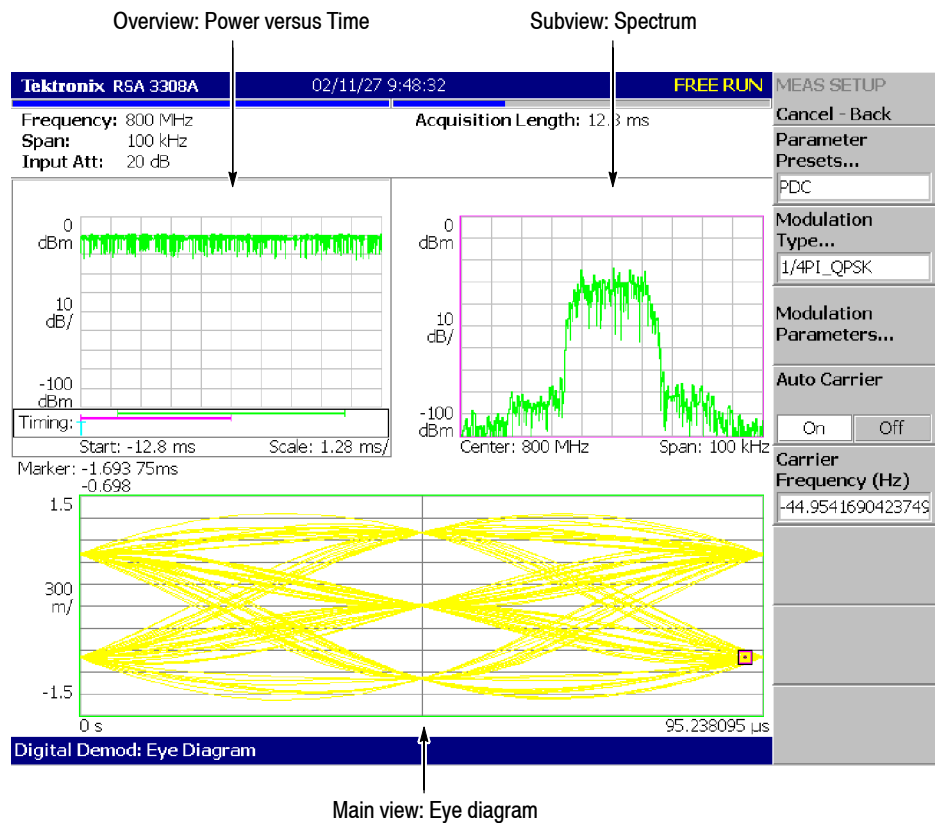 Overview: Power versus Time
Subview: Spectrum
Tektronix RSA 3308A 02/11/27 9:48:32 FREE RUN
MEAS SETUP
Cancel - Back
Frequency: 800 MHz
Span: 100 kHz
Input Att: 20 dB
Acquisition Length: 12.8 ms
Parameter
Presets...
PDC
Modulation
Type...
1/4PI_QPSK
Modulation
Parameters...
Auto Carrier
On Off
Carrier
Frequency (Hz)
-44.9541690423749
0
dBm
10
dB/
-100
dBm
Timing:
Start: -12.8 ms Scale: 1.28 ms/
0
dBm
10
dB/
-100
dBm
Center: 800 MHz Span: 100 kHz
Marker: -1.693 75ms
-0.698
1.5
300
m/
-1.5
0 s 95.238095 µs
Digital Demod: Eye Diagram
Main view: Eye diagram